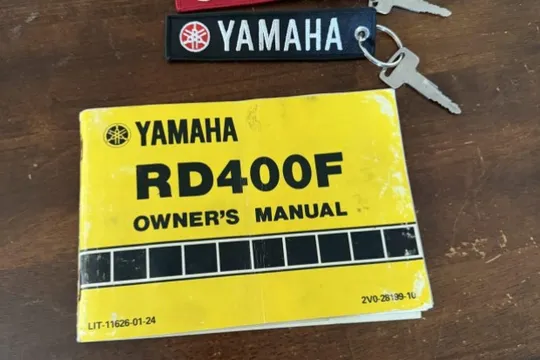 YAMAHA
YAMAHA
RD400F
OWNER'S MANUAL
LIT-11626-01-24
2V0-28199-10